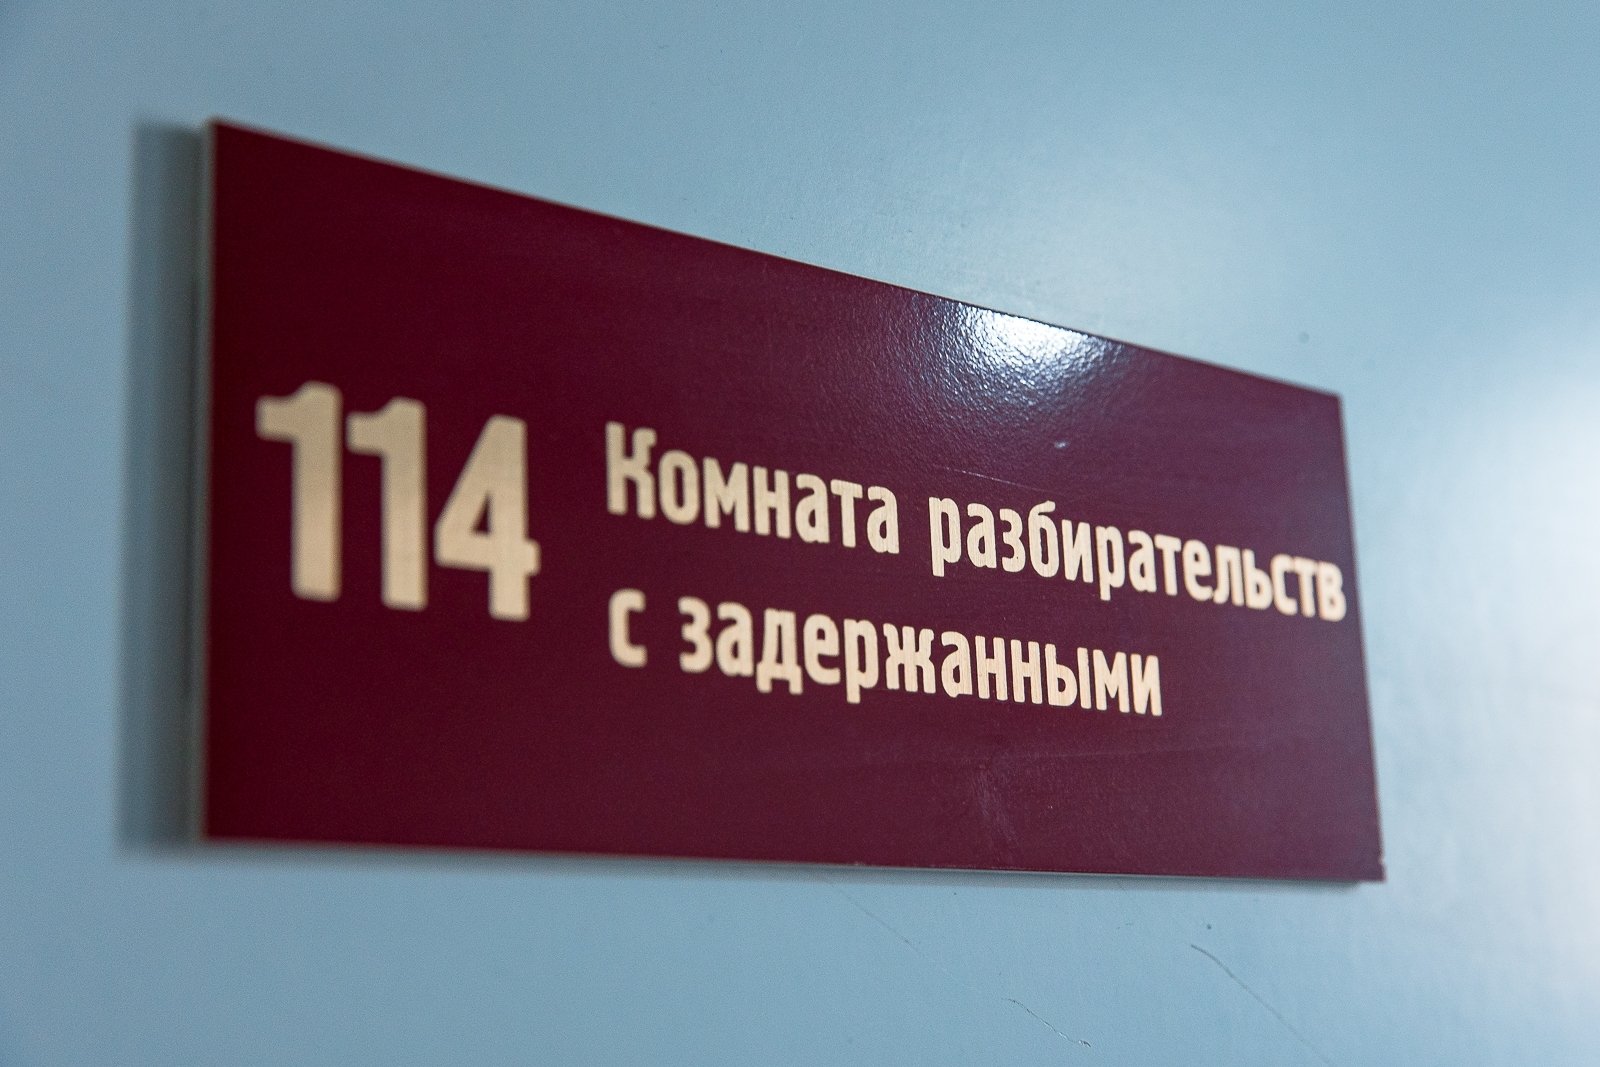 114
Комната разбирательств
с задержанными